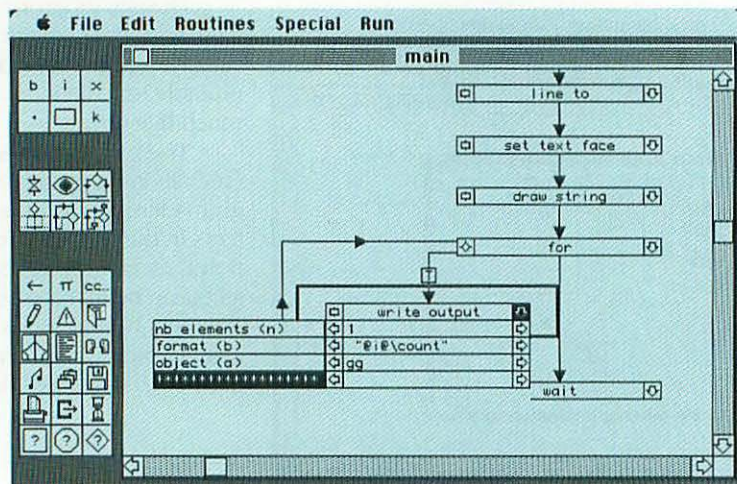 File Edit Routines Special Run
main
b i x
k
line to
set text face
draw string
for
T
← π cc...
write output
nb elements (n) 1
format (b) "@i@\count"
object (a) gg
wait
? ? ?